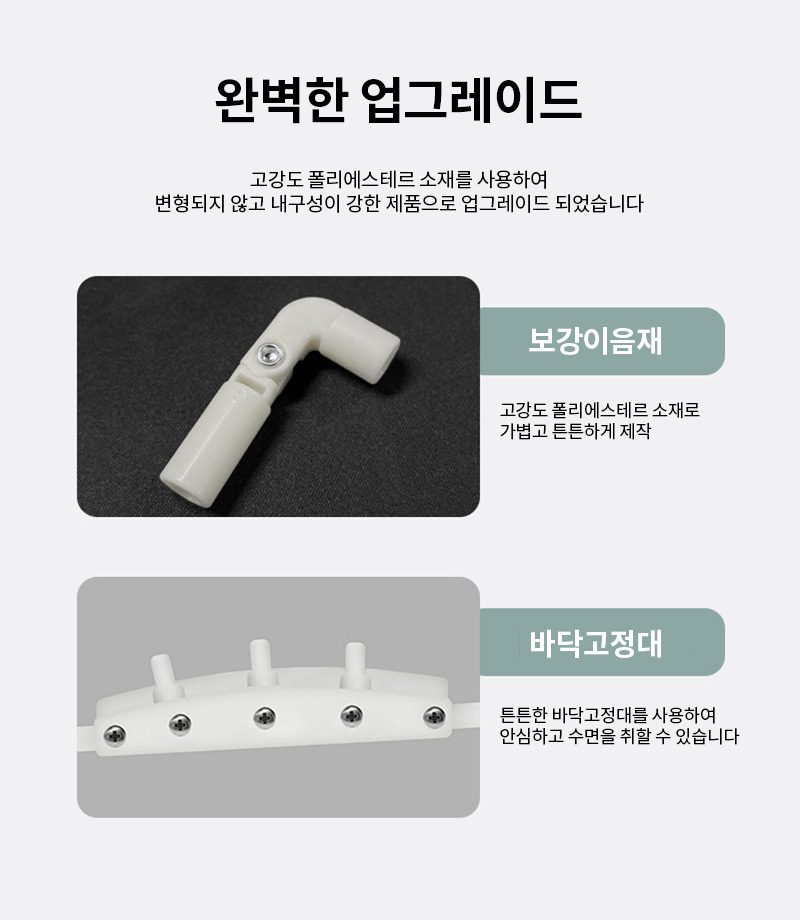 완벽한 업그레이드
고강도 폴리에스테르 소재를 사용하여
변형되지 않고 내구성이 강한 제품으로 업그레이드 되었습니다
보강이음재
고강도 폴리에스테르 소재로
가볍고 튼튼하게 제작
바닥고정대
튼튼한 바닥고정대를 사용하여
안심하고 수면을 취할 수 있습니다